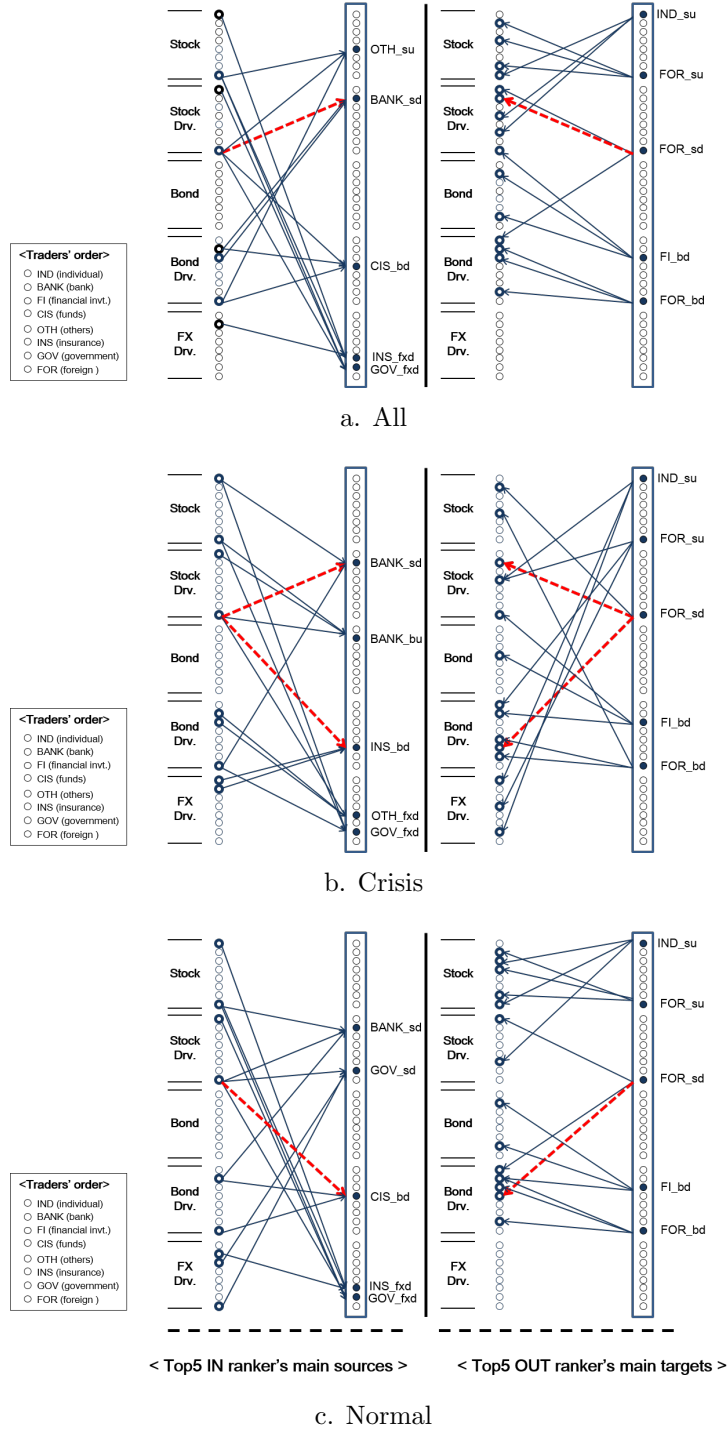 Stock
Stock
Drv.
Bond
Bond
Drv.
FX
Drv.
<Traders' order>
IND (individual)
BANK (bank)
FI (financial invt.)
CIS (funds)
OTH (others)
INS (insurance)
GOV (government)
FOR (foreign )
OTH_su
BANK_sd
CIS_bd
INS_fxd
GOV_fxd
Stock
Stock
Drv.
Bond
Bond
Drv.
FX
Drv.
IND_su
FOR_su
FOR_sd
FI_bd
FOR_bd
a. All
Stock
Stock
Drv.
Bond
Bond
Drv.
FX
Drv.
<Traders' order>
IND (individual)
BANK (bank)
FI (financial invt.)
CIS (funds)
OTH (others)
INS (insurance)
GOV (government)
FOR (foreign )
BANK_sd
BANK_bu
INS_bd
OTH_fxd
GOV_fxd
Stock
Stock
Drv.
Bond
Bond
Drv.
FX
Drv.
IND_su
FOR_su
FOR_sd
FI_bd
FOR_bd
b. Crisis
Stock
Stock
Drv.
Bond
Bond
Drv.
FX
Drv.
<Traders' order>
IND (individual)
BANK (bank)
FI (financial invt.)
CIS (funds)
OTH (others)
INS (insurance)
GOV (government)
FOR (foreign )
BANK_sd
GOV_sd
CIS_bd
INS_fxd
GOV_fxd
Stock
Stock
Drv.
Bond
Bond
Drv.
FX
Drv.
IND_su
FOR_su
FOR_sd
FI_bd
FOR_bd
< Top5 IN ranker's main sources >
< Top5 OUT ranker's main targets >
c. Normal